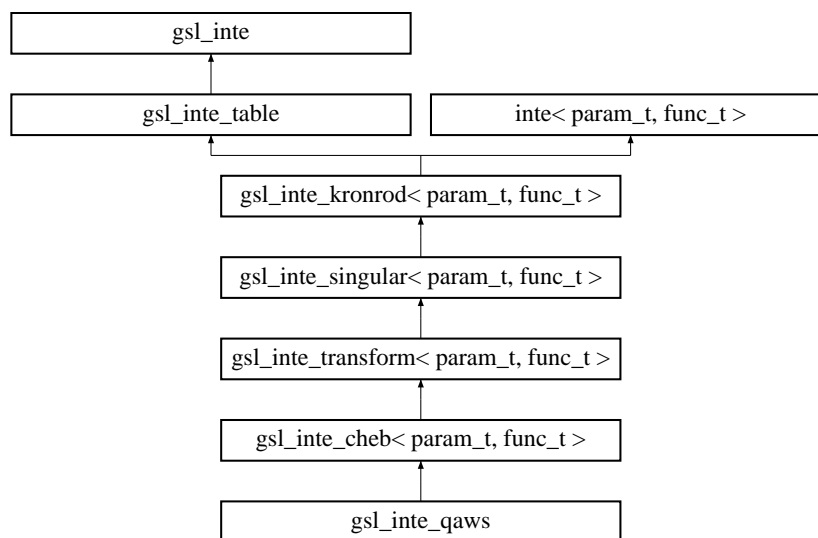 gsl_inte
gsl_inte_table
inte< param_t, func_t >
gsl_inte_kronrod< param_t, func_t >
gsl_inte_singular< param_t, func_t >
gsl_inte_transform< param_t, func_t >
gsl_inte_cheb< param_t, func_t >
gsl_inte_qaws